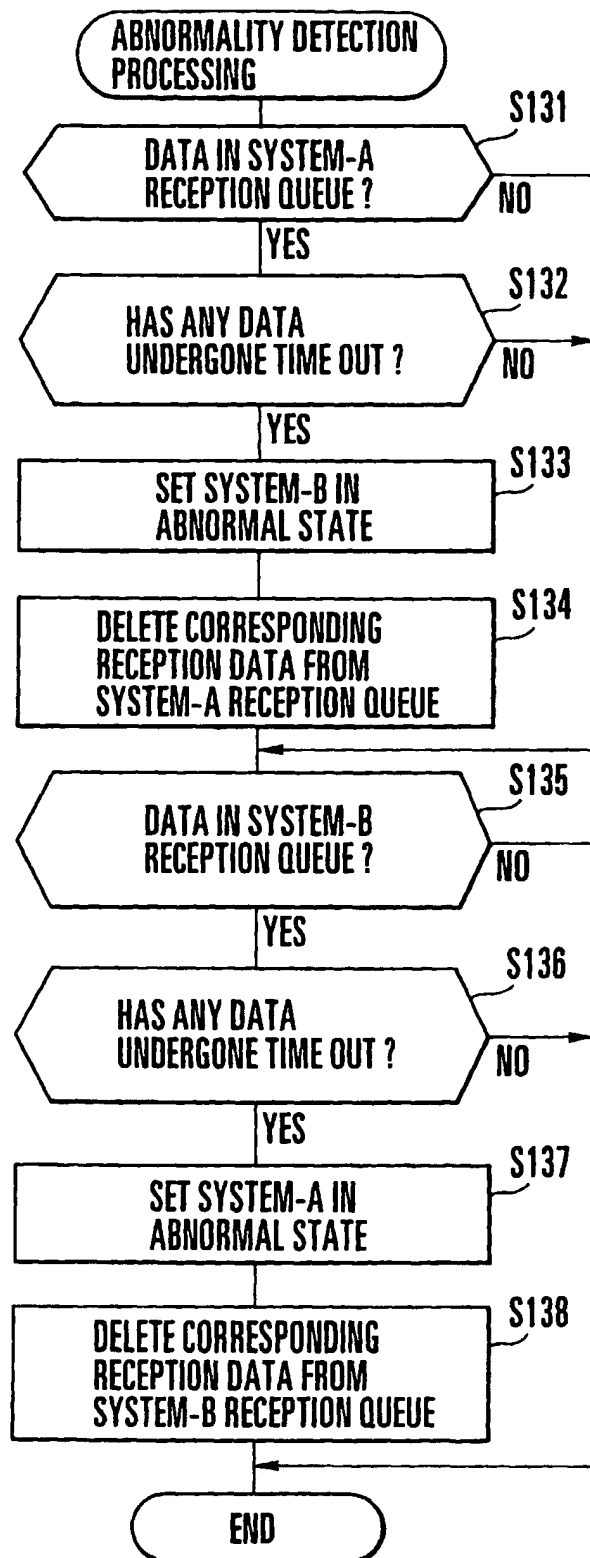 ABNORMALITY DETECTION
PROCESSING
S131
DATA IN SYSTEM-A
RECEPTION QUEUE ?
NO
YES
S132
HAS ANY DATA
UNDERGONE TIME OUT ?
NO
YES
S133
SET SYSTEM-B IN
ABNORMAL STATE
S134
DELETE CORRESPONDING
RECEPTION DATA FROM
SYSTEM-A RECEPTION QUEUE
S135
DATA IN SYSTEM-B
RECEPTION QUEUE ?
NO
YES
S136
HAS ANY DATA
UNDERGONE TIME OUT ?
NO
YES
S137
SET SYSTEM-A IN
ABNORMAL STATE
S138
DELETE CORRESPONDING
RECEPTION DATA FROM
SYSTEM-B RECEPTION QUEUE
END